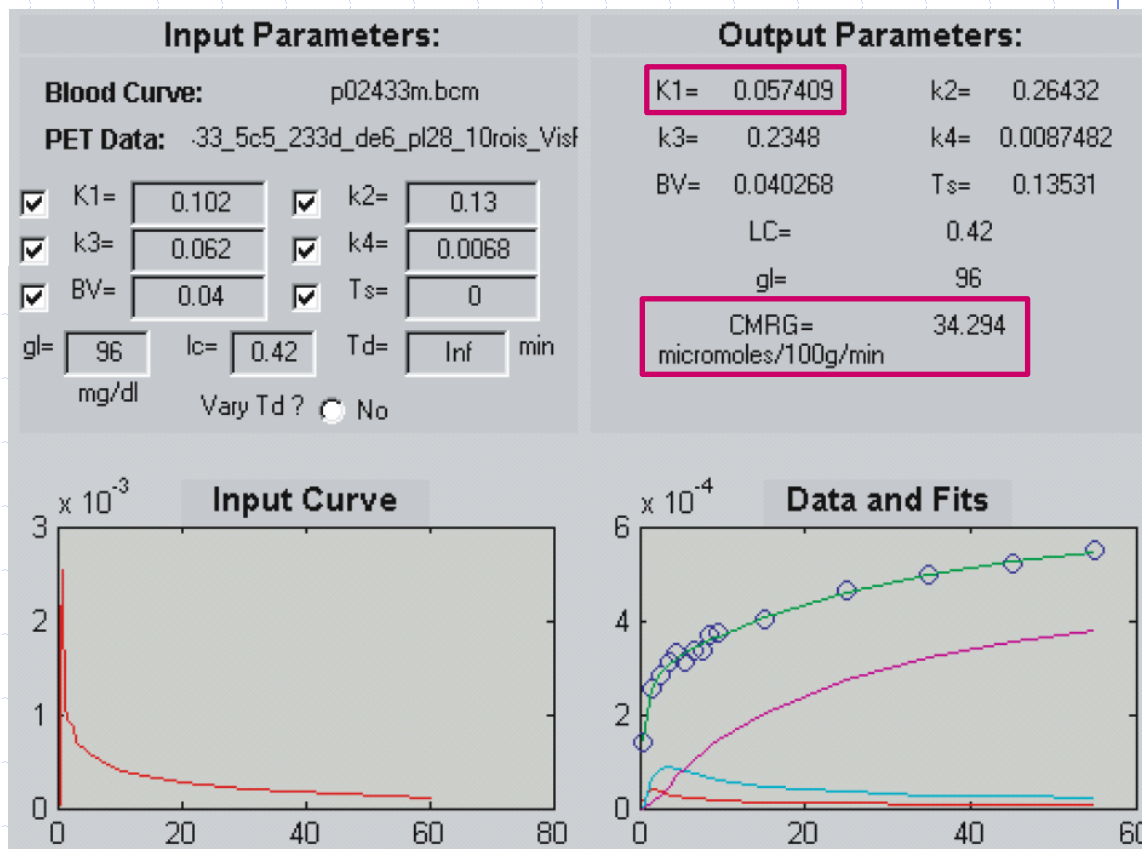 Input Parameters:
Blood Curve: p02433m.bcm
PET Data: -33_5c5_233d_de6_pl28_10rois_Visf
K1= 0.102 k2= 0.13
k3= 0.062 k4= 0.0068
BV= 0.04 Ts= 0
gl= 96 lc= 0.42 Td= Inf min
mg/dl
Vary Td ? No
Output Parameters:
K1= 0.057409 k2= 0.26432
k3= 0.2348 k4= 0.0087482
BV= 0.040268 Ts= 0.13531
LC= 0.42
gl= 96
CMRG= 34.294
micromoles/100g/min
x 10-3 Input Curve
3
2
1
0
0 20 40 60 80
x 10-4 Data and Fits
6
4
2
0
0 20 40 60